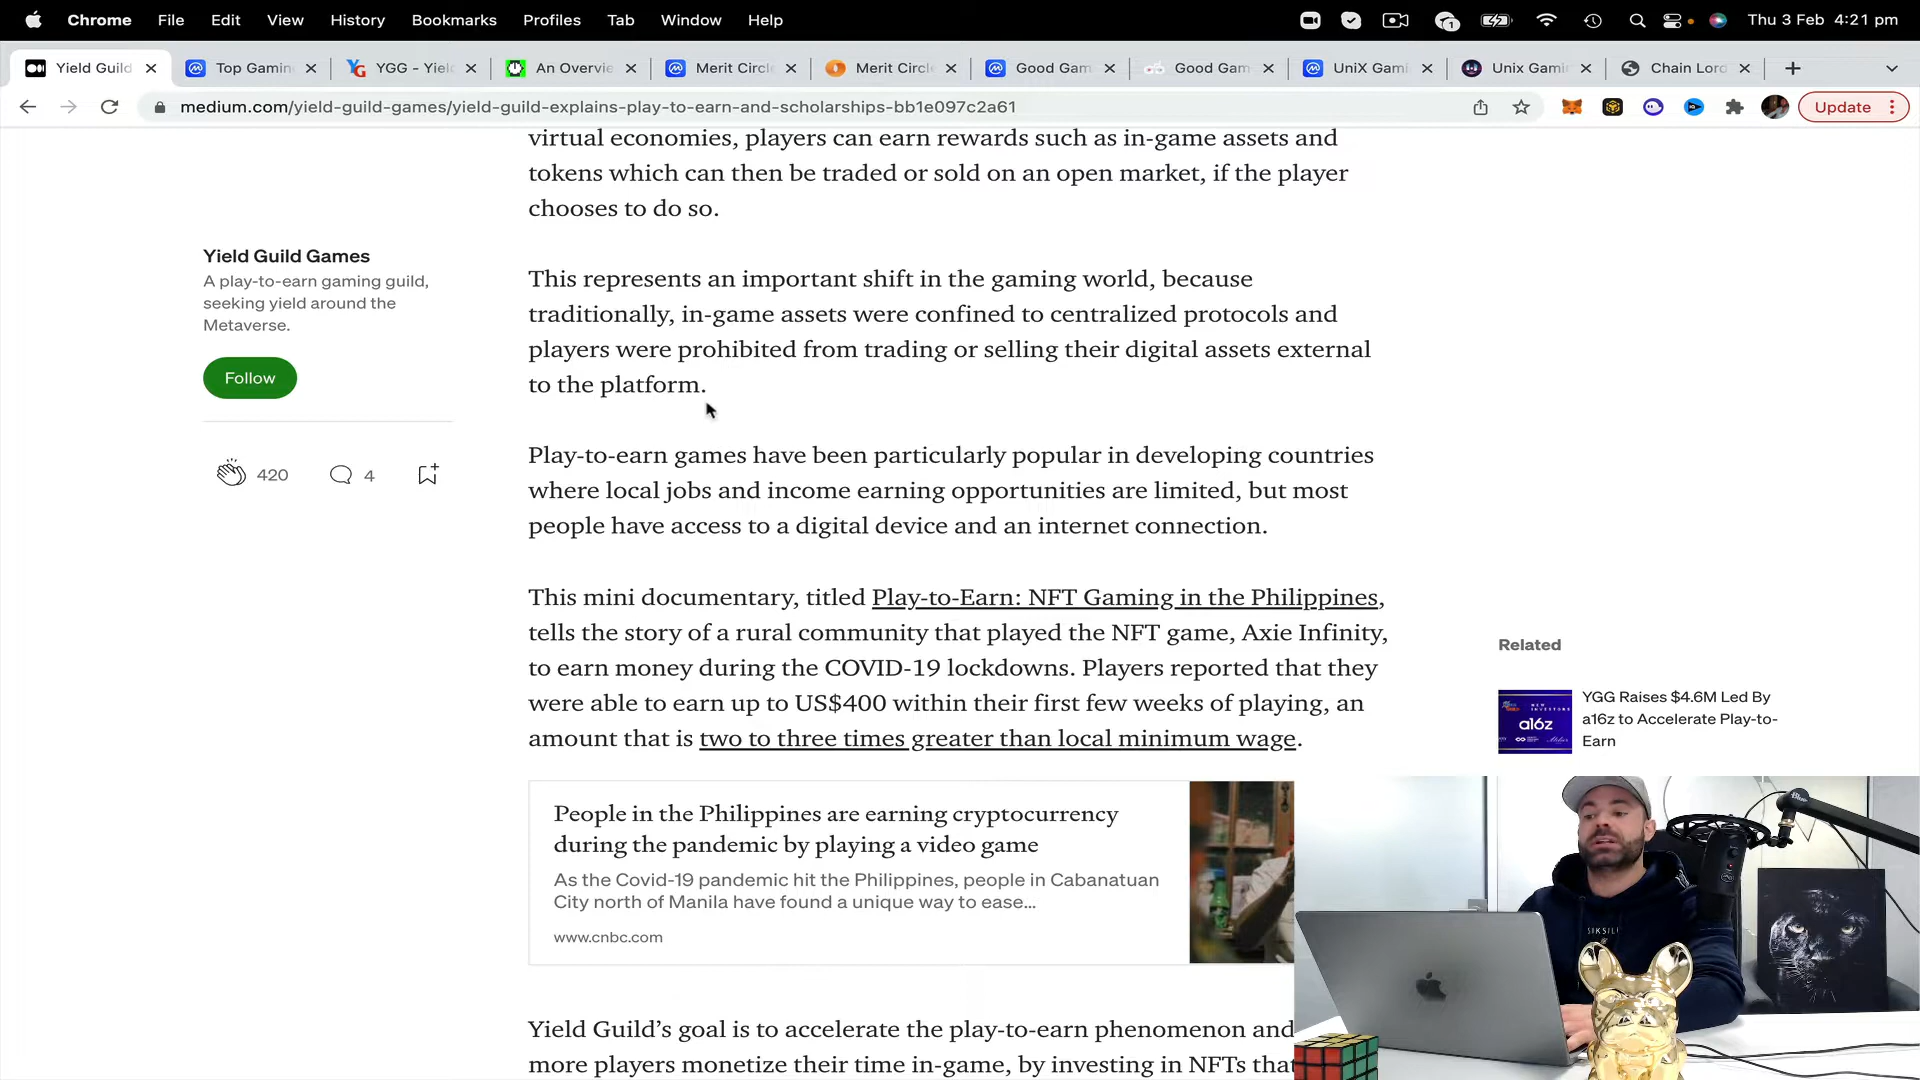 Chrome File Edit View History Bookmarks Profiles Tab Window Help 1 Thu 3 Feb 4:21 pm
Yield Guild Top Gamin YGG - Yiel An Overvie Merit Circl Merit Circl Good Gam Good Gam UniX Gami Unix Gami Chain Lord
medium.com/yield-guild-games/yield-guild-explains-play-to-earn-and-scholarships-bb1e097c2a61 Update
virtual economies, players can earn rewards such as in-game assets and
tokens which can then be traded or sold on an open market, if the player
chooses to do so.
Yield Guild Games
A play-to-earn gaming guild,
seeking yield around the
Metaverse.
Follow
420 4
This represents an important shift in the gaming world, because
traditionally, in-game assets were confined to centralized protocols and
players were prohibited from trading or selling their digital assets external
to the platform.
Play-to-earn games have been particularly popular in developing countries
where local jobs and income earning opportunities are limited, but most
people have access to a digital device and an internet connection.
This mini documentary, titled Play-to-Earn: NFT Gaming in the Philippines,
tells the story of a rural community that played the NFT game, Axie Infinity,
to earn money during the COVID-19 lockdowns. Players reported that they
were able to earn up to US$400 within their first few weeks of playing, an
amount that is two to three times greater than local minimum wage.
People in the Philippines are earning cryptocurrency
during the pandemic by playing a video game
As the Covid-19 pandemic hit the Philippines, people in Cabanatuan
City north of Manila have found a unique way to ease...
www.cnbc.com
Yield Guild's goal is to accelerate the play-to-earn phenomenon and
more players monetize their time in-game, by investing in NFTs that
Related
a16z
YGG Raises $4.6M Led By
a16z to Accelerate Play-to-
Earn
Blue
SIKSIL